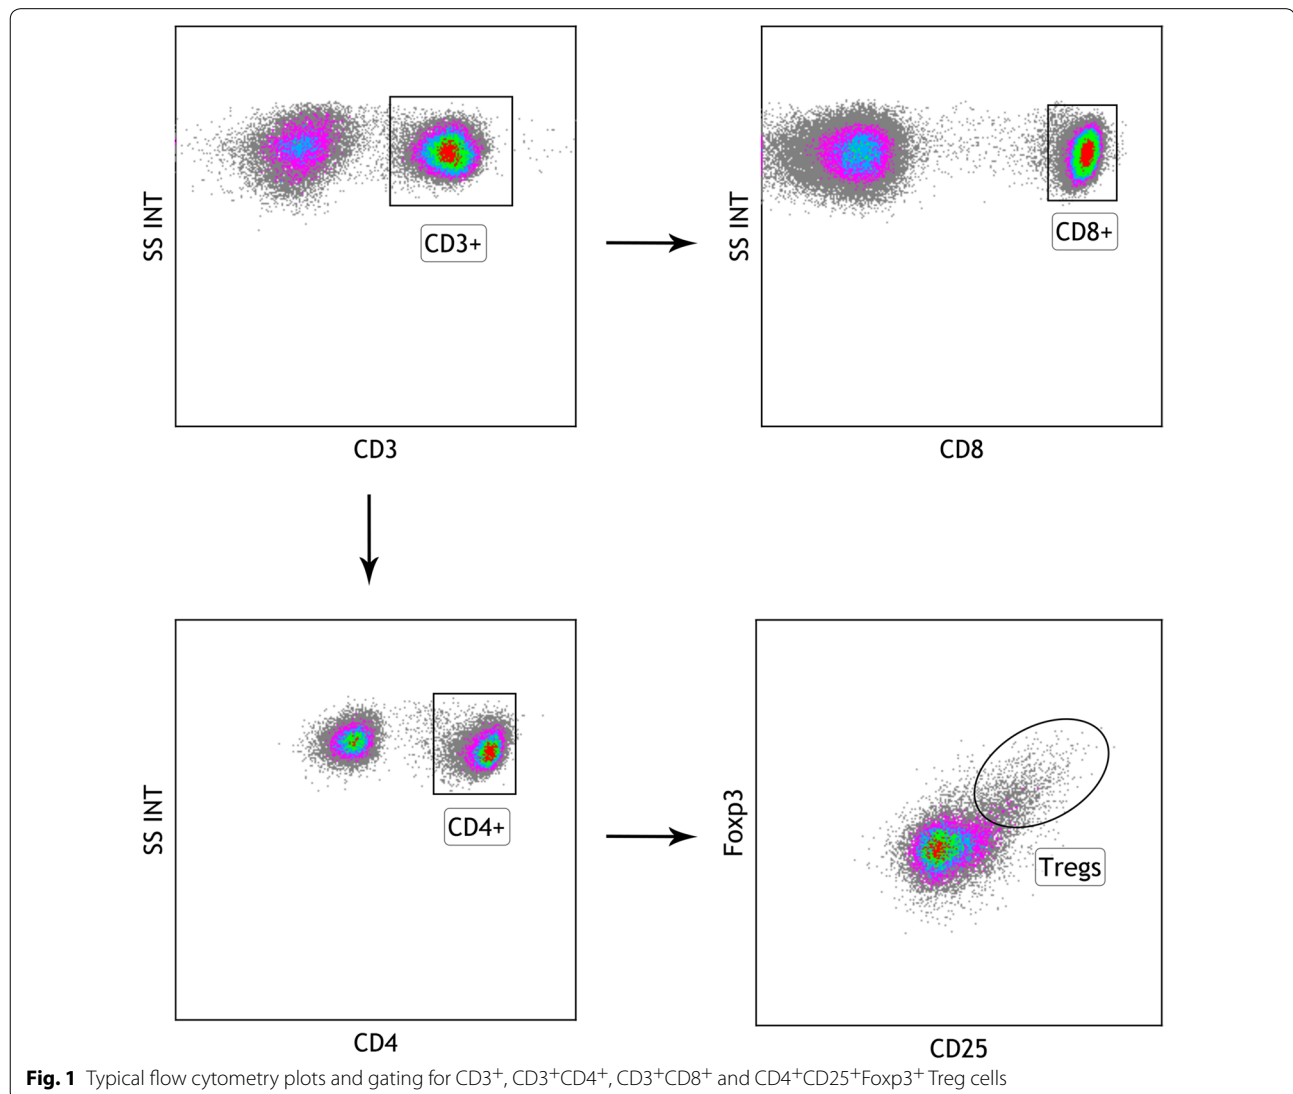 SS INT
CD3+
CD3
SS INT
CD8+
CD8
SS INT
CD4+
CD4
Foxp3
Tregs
CD25
Fig. 1 Typical flow cytometry plots and gating for CD3⁺, CD3⁺CD4⁺, CD3⁺CD8⁺ and CD4⁺CD25⁺Foxp3⁺ Treg cells